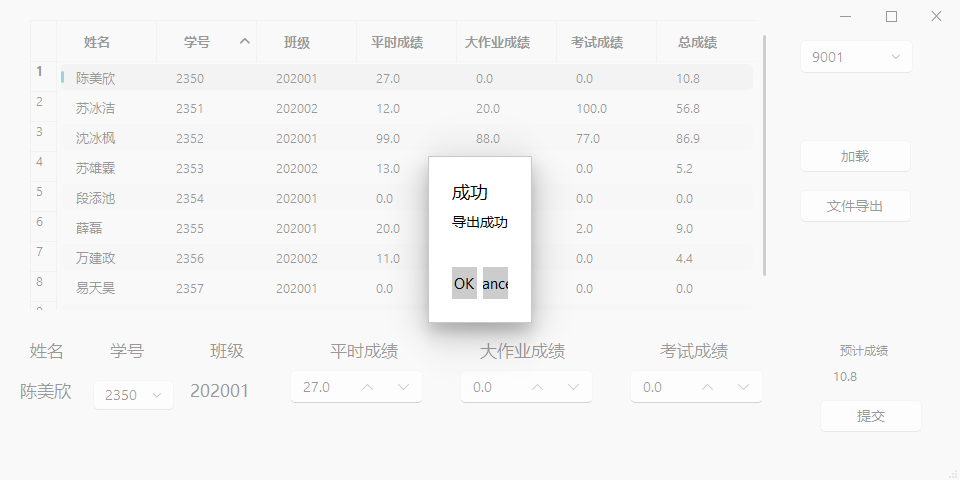 姓名 学号 班级 平时成绩 大作业成绩 考试成绩 总成绩
1 陈美欣 2350 202001 27.0 0.0 0.0 10.8
2 苏冰洁 2351 202002 12.0 20.0 100.0 56.8
3 沈冰枫 2352 202001 99.0 88.0 77.0 86.9
4 苏雄霖 2353 202002 13.0 0.0 5.2
5 段添池 2354 202001 0.0 0.0 0.0
6 薛磊 2355 202001 20.0 2.0 9.0
7 万建政 2356 202002 11.0 0.0 4.4
8 易天昊 2357 202001 0.0 0.0 0.0
9001
加载
文件导出
成功
导出成功
OK ance
姓名 学号 班级 平时成绩 大作业成绩 考试成绩 预计成绩
陈美欣 2350 202001 27.0 0.0 0.0 10.8
提交